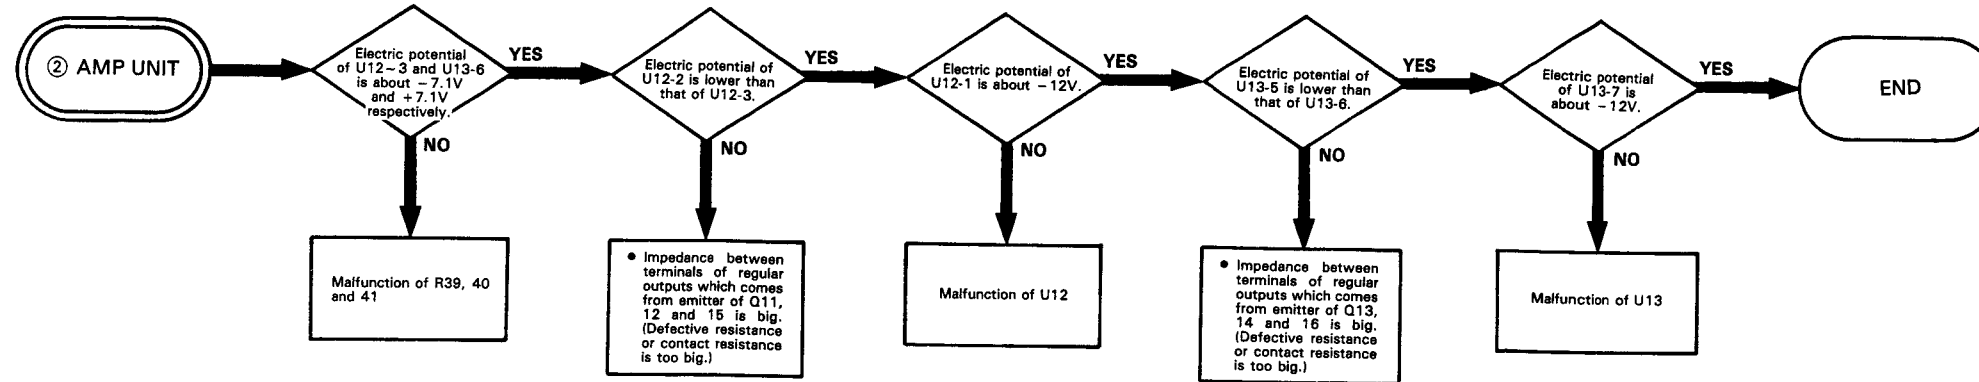 ② AMP UNIT
Electric potential
of U12~3 and U13-6
is about −7.1V
and +7.1V
respectively.
YES
NO
Malfunction of R39, 40
and 41
Electric potential of
U12-2 is lower than
that of U12-3.
YES
NO
● Impedance between
terminals of regular
outputs which comes
from emitter of Q11,
12 and 15 is big.
(Defective resistance
or contact resistance
is too big.)
Electric potential of
U12-1 is about −12V.
YES
NO
Malfunction of U12
Electric potential of
U13-5 is lower than
that of U13-6.
YES
NO
● Impedance between
terminals of regular
outputs which comes
from emitter of Q13,
14 and 16 is big.
(Defective resistance
or contact resistance
is too big.)
Electric potential
of U13-7 is
about −12V.
YES
NO
Malfunction of U13
END